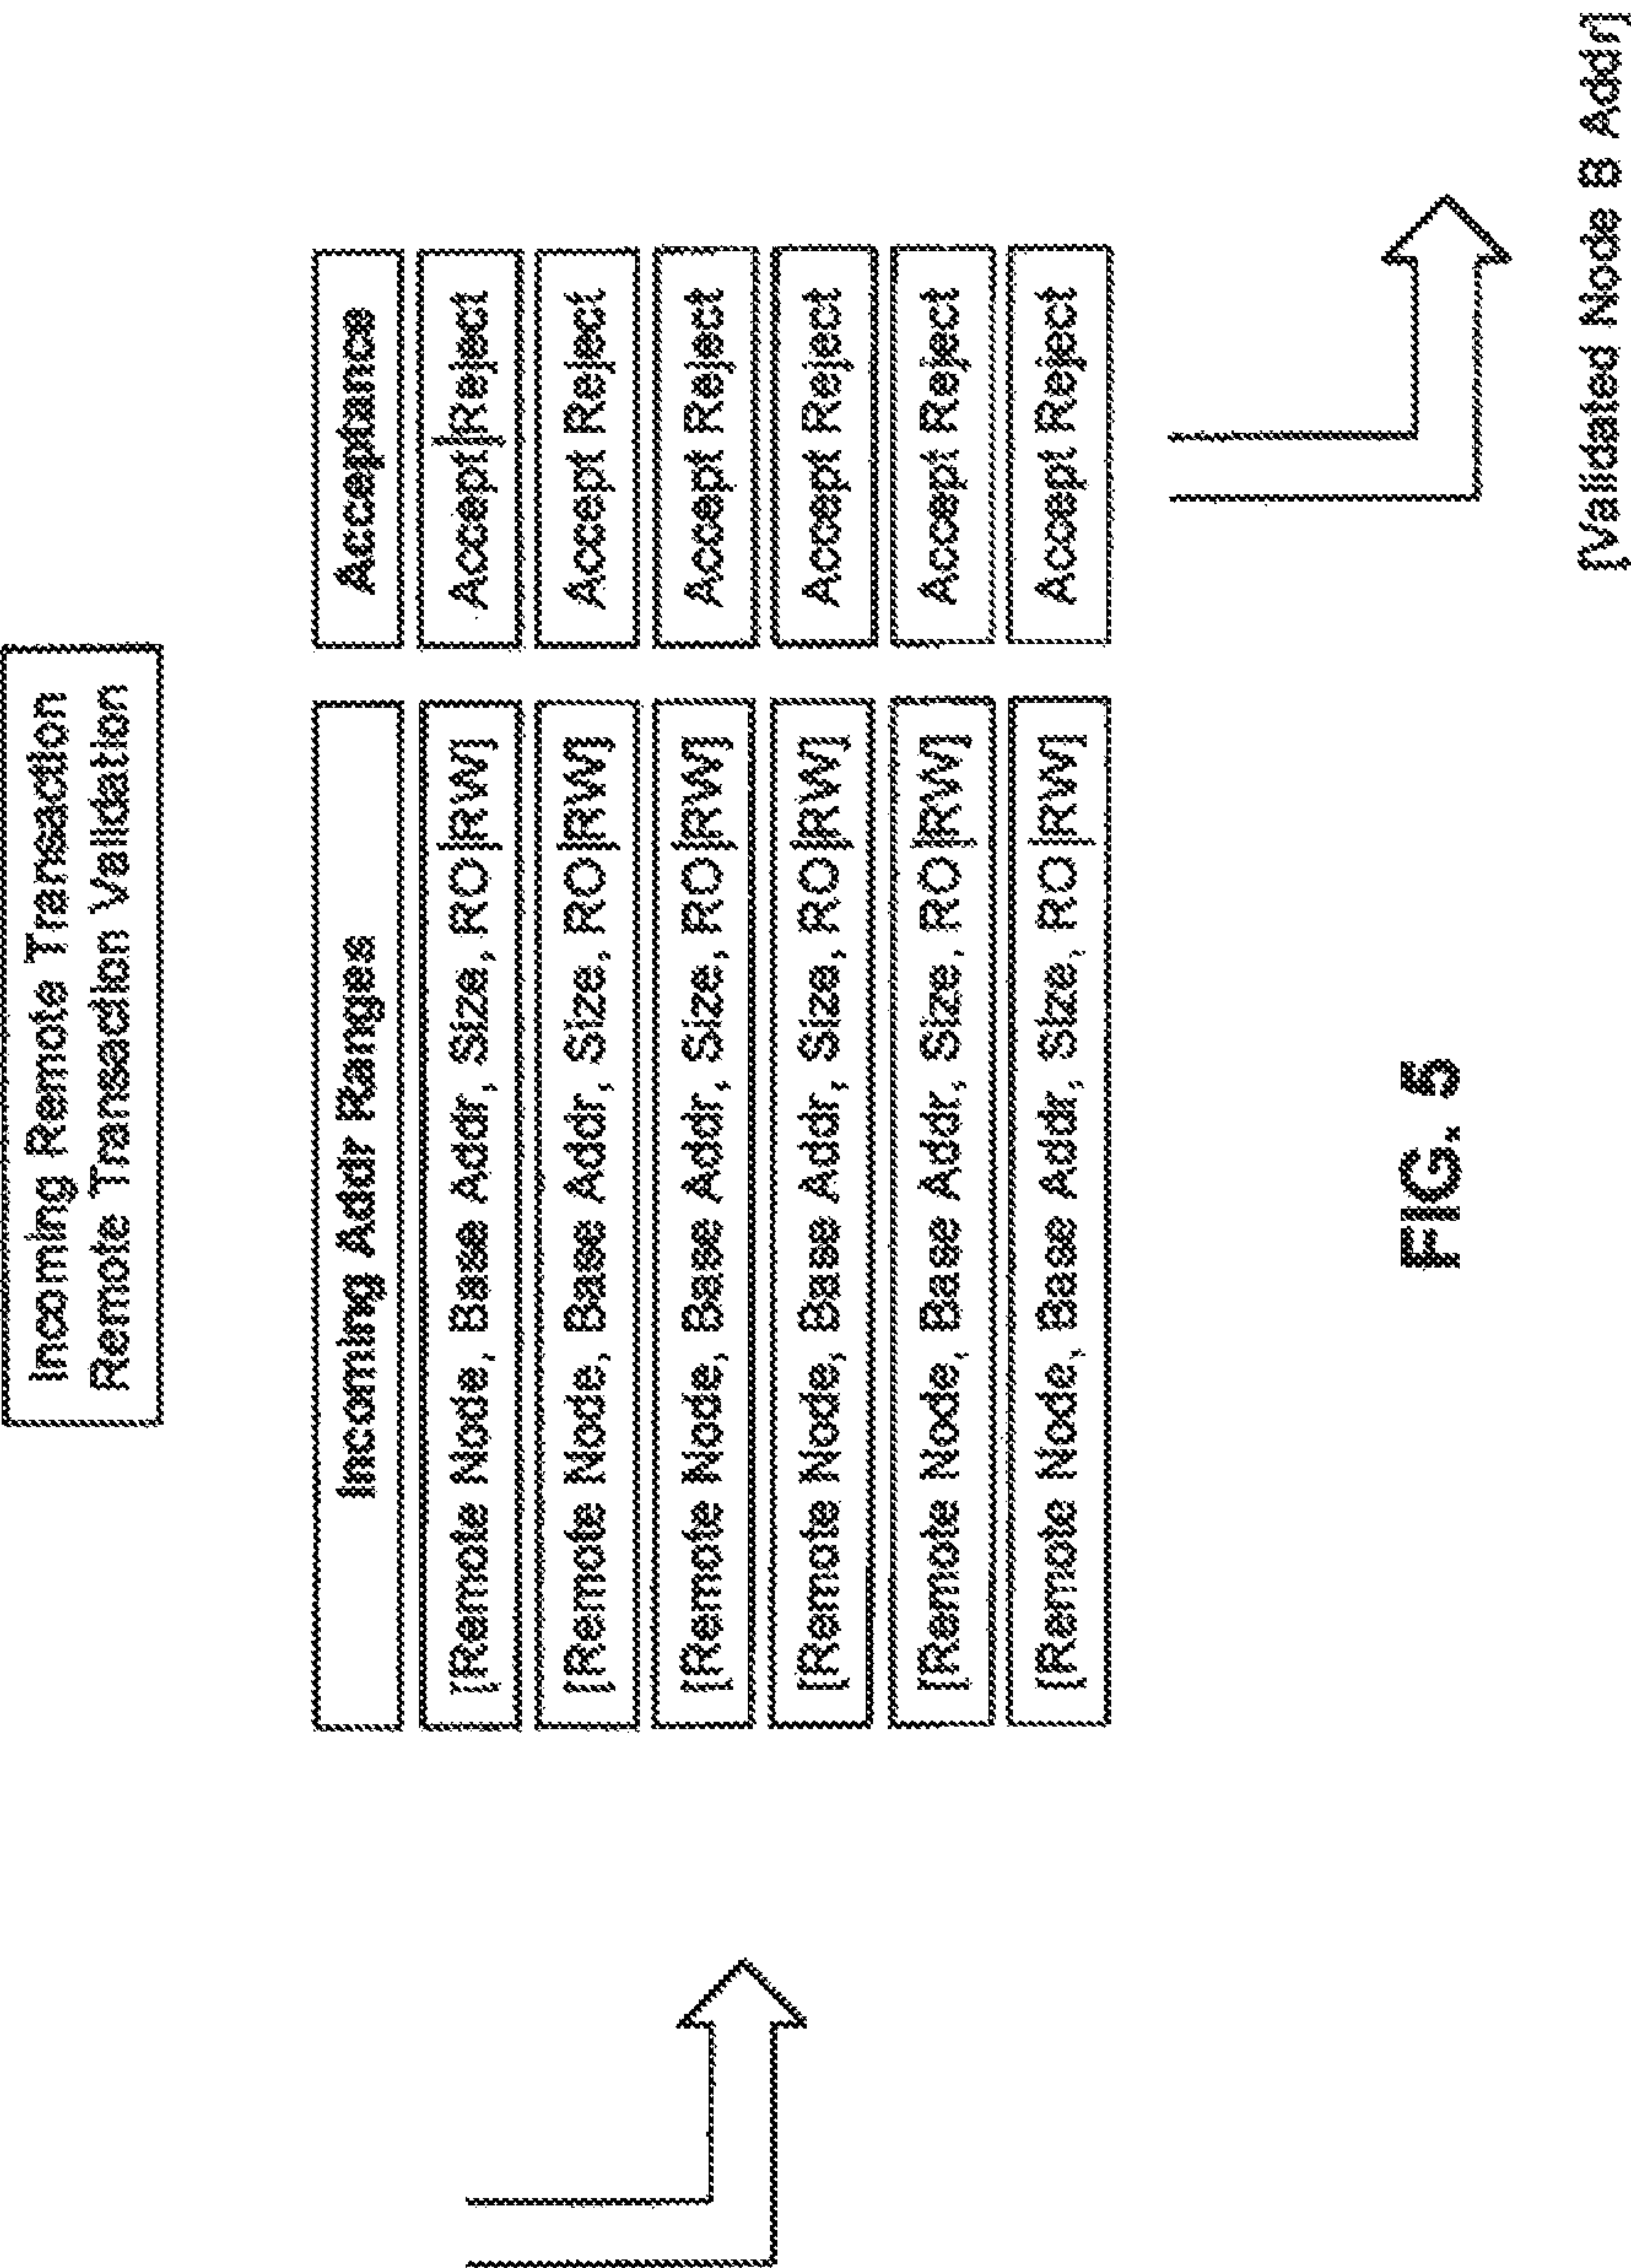 Incoming Remote Transaction
Remote Transaction Validation
Incoming Addr Ranges
Acceptance
[Remote Node, Base Addr, Size, RO|RW]
Accept|Reject
[Remote Node, Base Addr, Size, RO|RW]
Accept Reject
[Remote Node, Base Addr, Size, RO|RW]
Accept Reject
[Remote Node, Base Addr, Size, RO|RW]
Accept Reject
[Remote Node, Base Addr, Size, RO|RW]
Accept Reject
[Remote Node, Base Addr, Size, RO|RW]
Accept Reject
FIG. 5
[Validated Node B Addr]